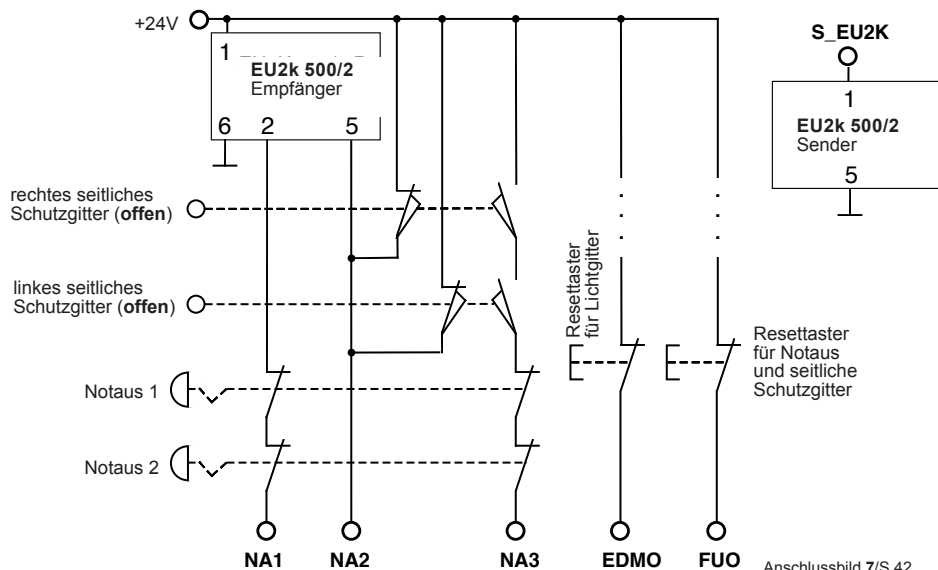 +24V
S_EU2K
1
EU2k 500/2
Empfänger
6 2 5
1
EU2k 500/2
Sender
5
rechtes seitliches
Schutzgitter (offen)
linkes seitliches
Schutzgitter (offen)
Resettaster
für Lichtgitter
Resettaster
für Notaus
und seitliche
Schutzgitter
Notaus 1
Notaus 2
NA1 NA2 NA3 EDMO FUO
Anschlussbild 7/S.42